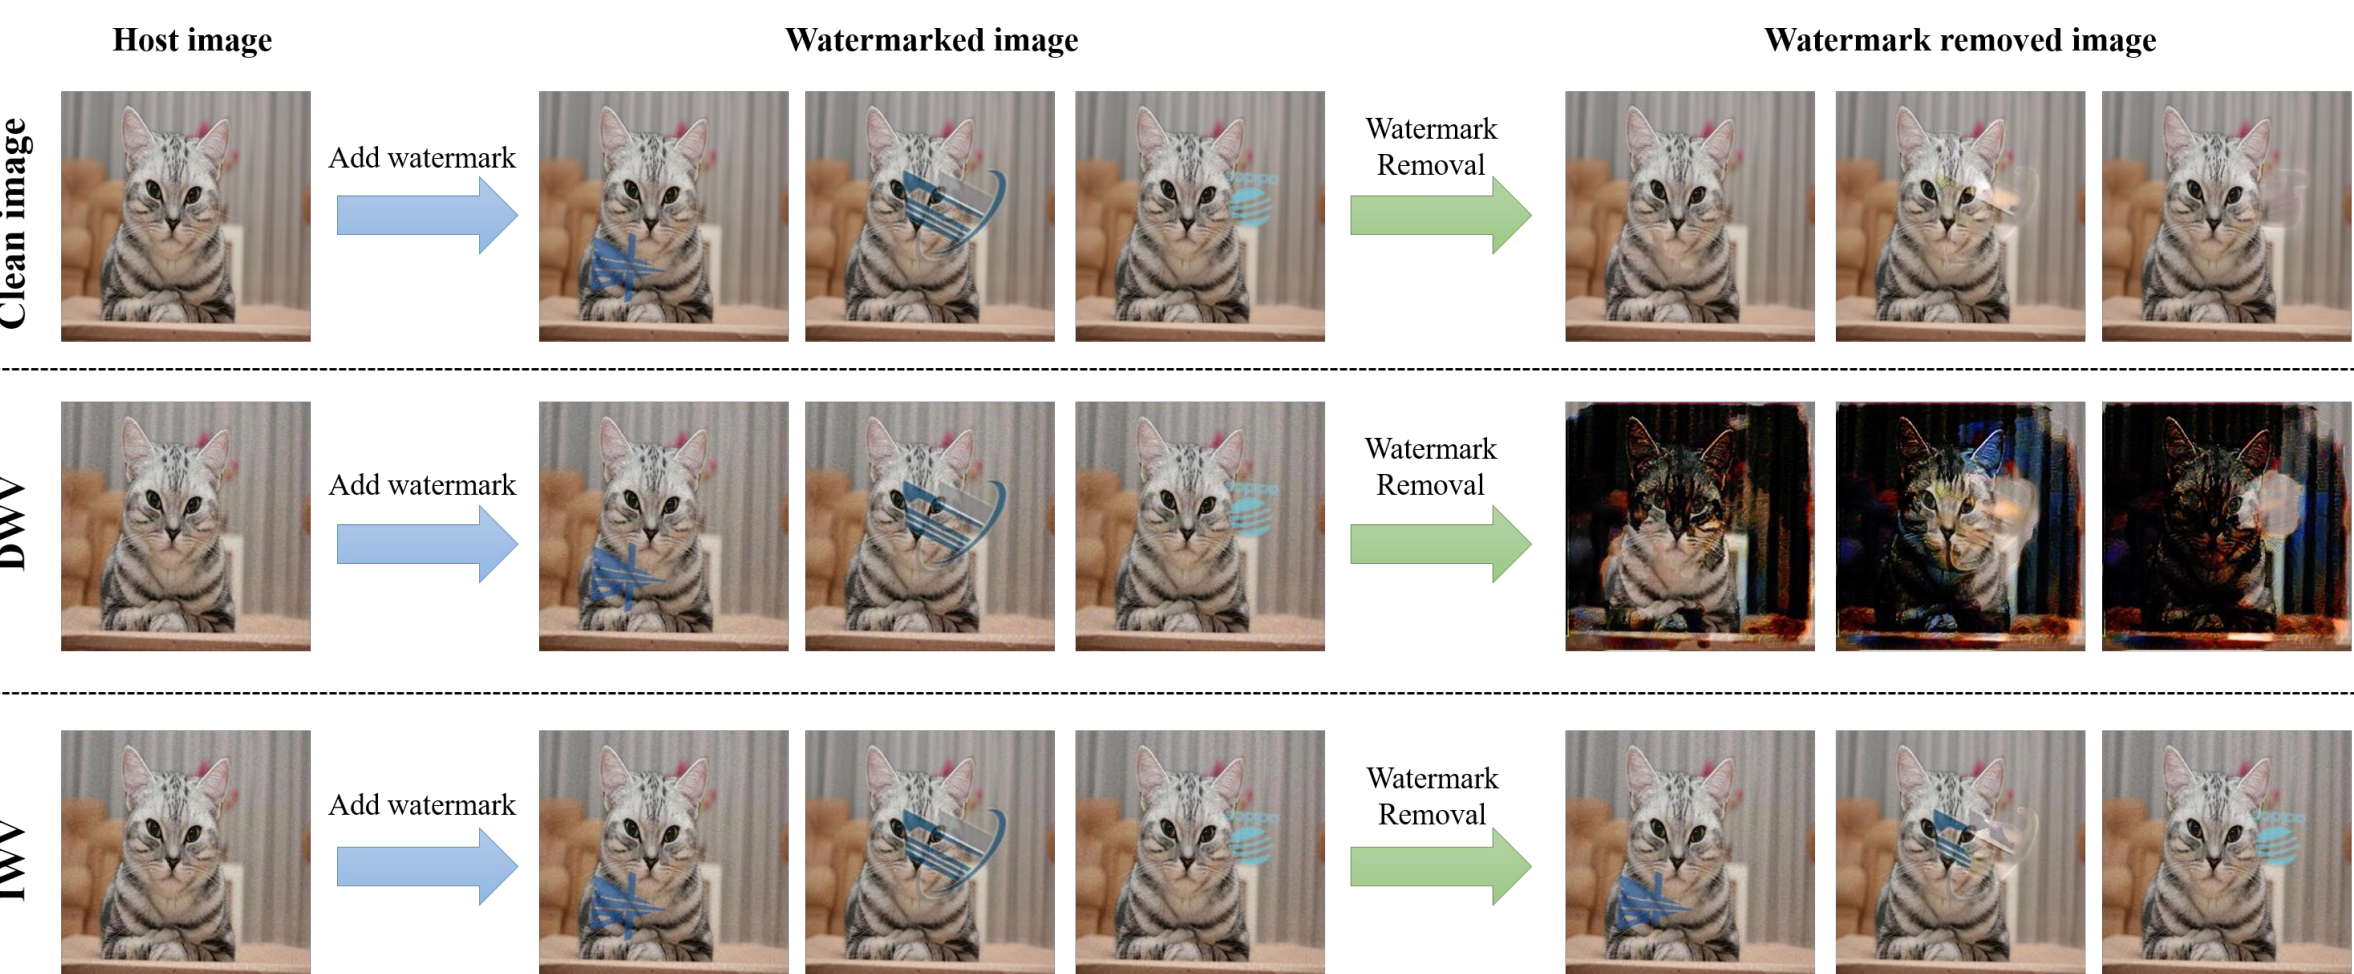 Host image
Watermarked image
Watermark removed image
Clean image
Add watermark
Watermark
Removal
DWV
Add watermark
Watermark
Removal
IWV
Add watermark
Watermark
Removal